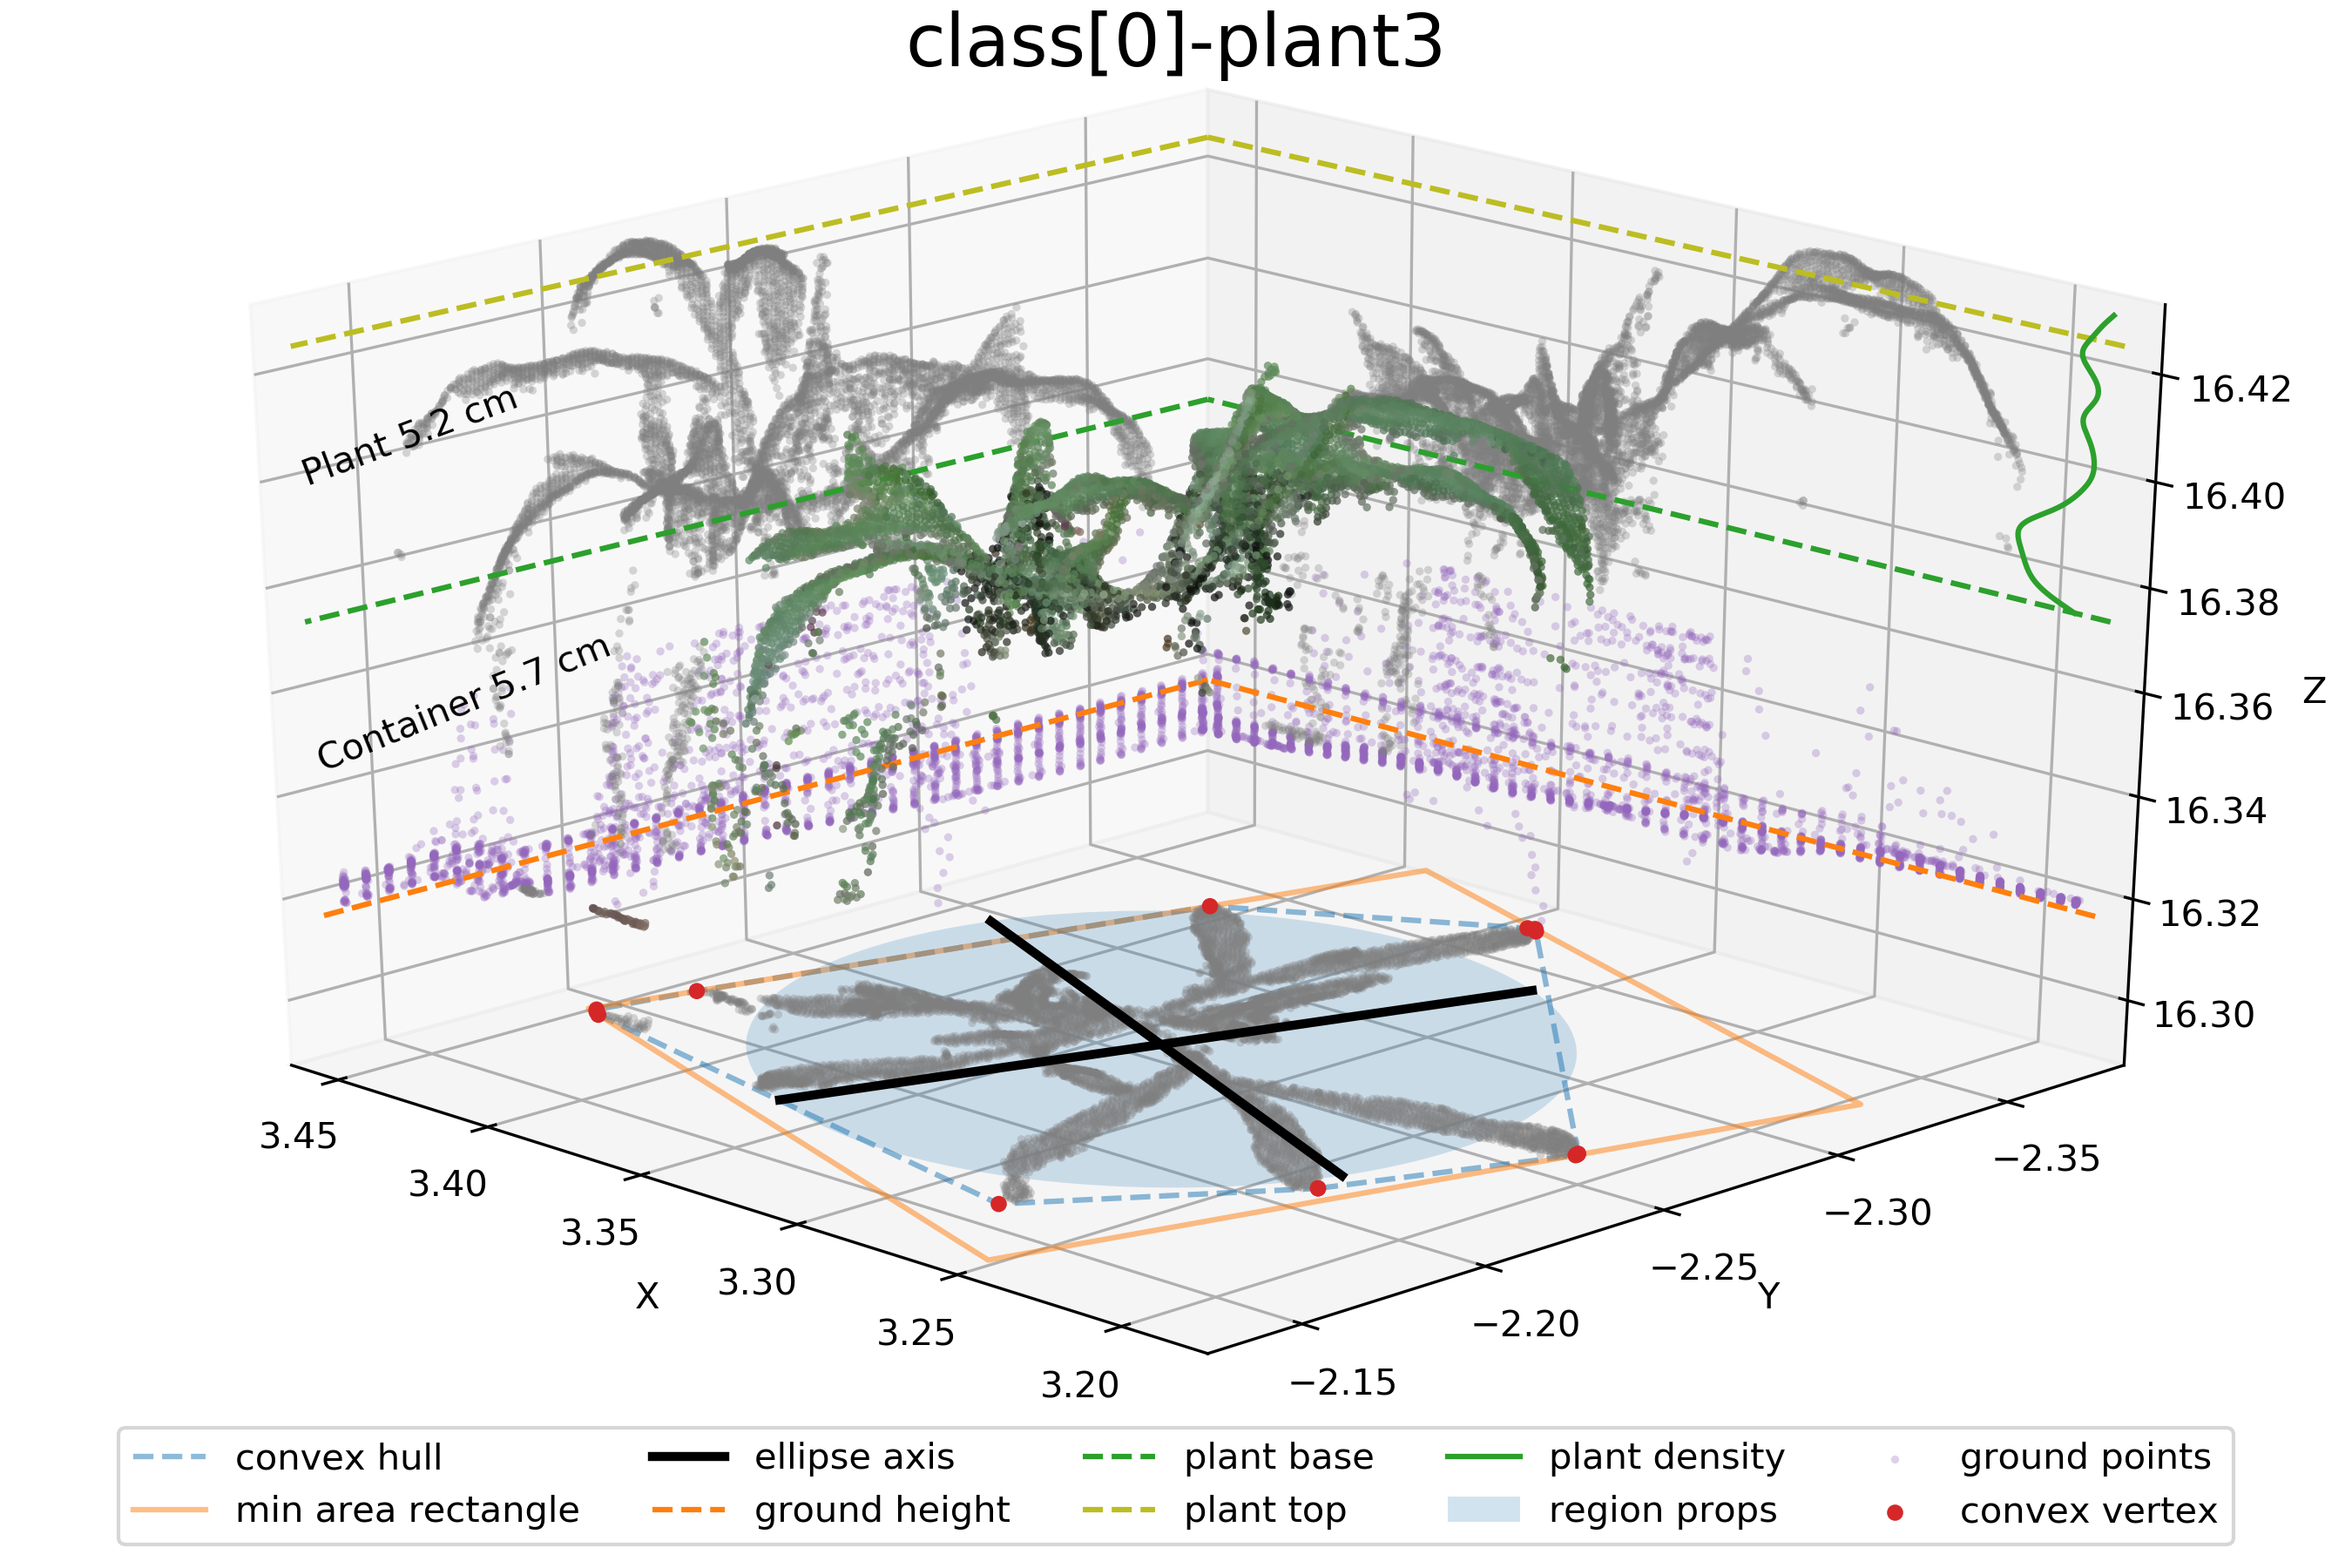 class[0]-plant3
Plant 5.2 cm
Container 5.7 cm
16.42
16.40
16.38
16.36
16.34
16.32
16.30
Z
3.45
3.40
3.35
3.30
3.25
3.20
X
−2.15
−2.20
−2.25
−2.30
−2.35
Y
convex hull
min area rectangle
ellipse axis
ground height
plant base
plant top
plant density
region props
ground points
convex vertex